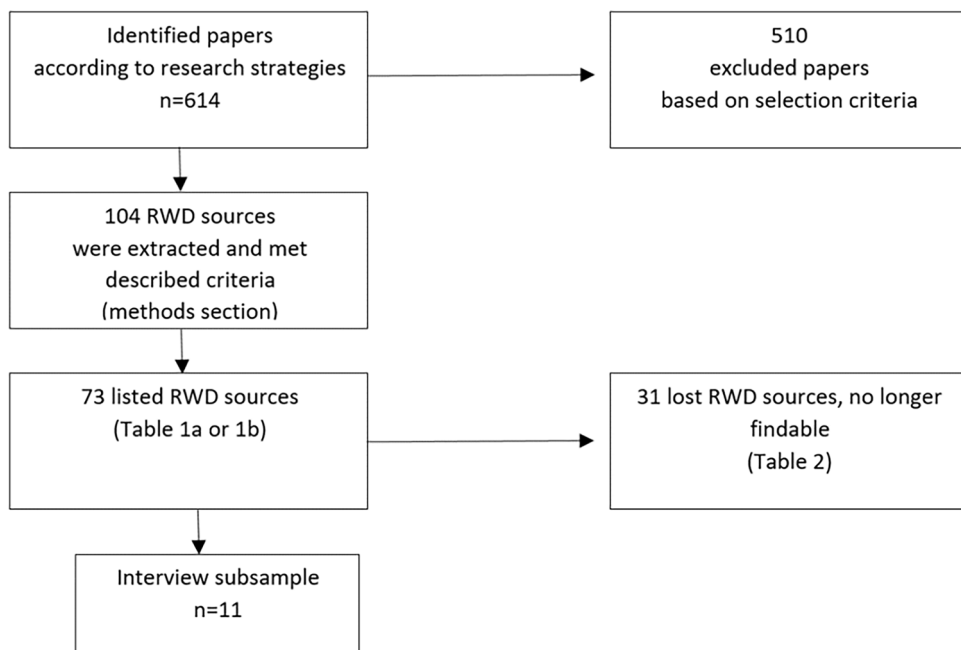 Identified papers
according to research strategies
n=614
510
excluded papers
based on selection criteria
104 RWD sources
were extracted and met
described criteria
(methods section)
73 listed RWD sources
(Table 1a or 1b)
31 lost RWD sources, no longer
findable
(Table 2)
Interview subsample
n=11